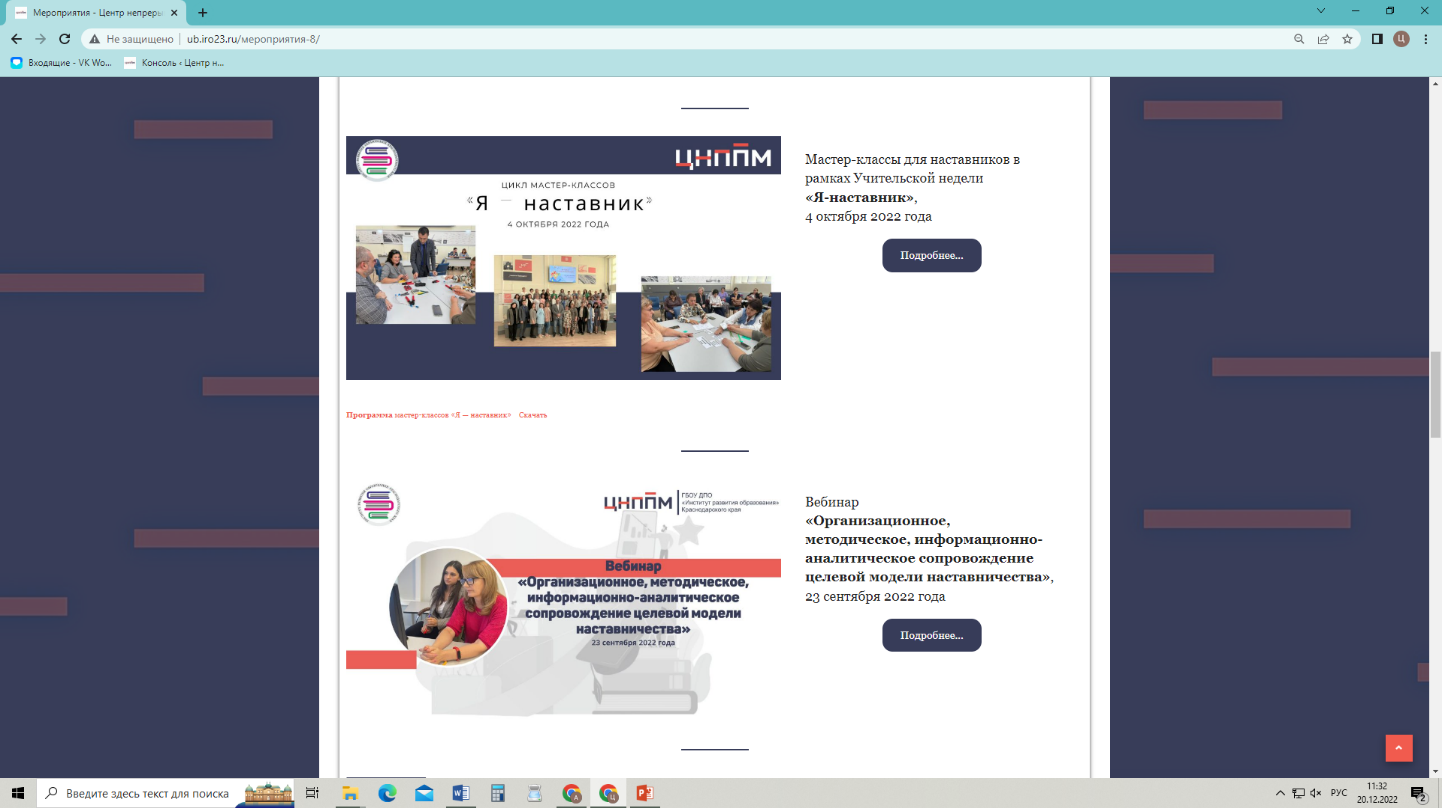 Мероприятия - Центр непреры
Не защищено
ub.iro23.ru/мероприятия-8/
Ц
Входящие - VK Wo...
Консоль ‹ Центр н...
ЦНППМ
ЦИКЛ МАСТЕР-КЛАССОВ
«Я — наставник»
4 ОКТЯБРЯ 2022 ГОДА
Мастер-классы для наставников в
рамках Учительской недели
«Я-наставник»,
4 октября 2022 года
Подробнее...
Программа мастер-классов «Я — наставник» Скачать
ЦНППМ
ГБОУ ДПО
«Институт развития образования»
Краснодарского края
Вебинар
«Организационное, методическое,
информационно-аналитическое
сопровождение целевой модели
наставничества»
23 сентября 2022 года
Вебинар
«Организационное,
методическое, информационно-
аналитическое сопровождение
целевой модели наставничества»,
23 сентября 2022 года
Подробнее...
Введите здесь текст для поиска
РУС
11:32
20.12.2022
2